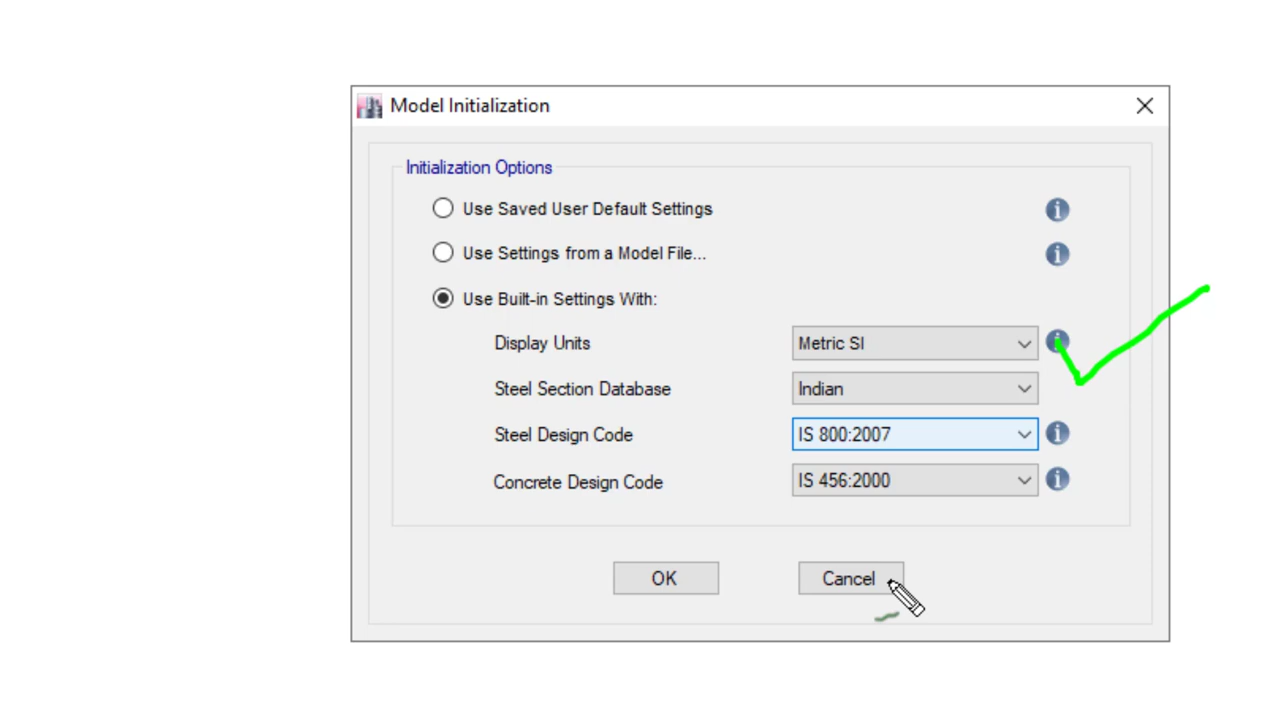 Model Initialization
Initialization Options
Use Saved User Default Settings
Use Settings from a Model File...
Use Built-in Settings With:
Display Units Metric SI
Steel Section Database Indian
Steel Design Code IS 800:2007
Concrete Design Code IS 456:2000
OK Cancel